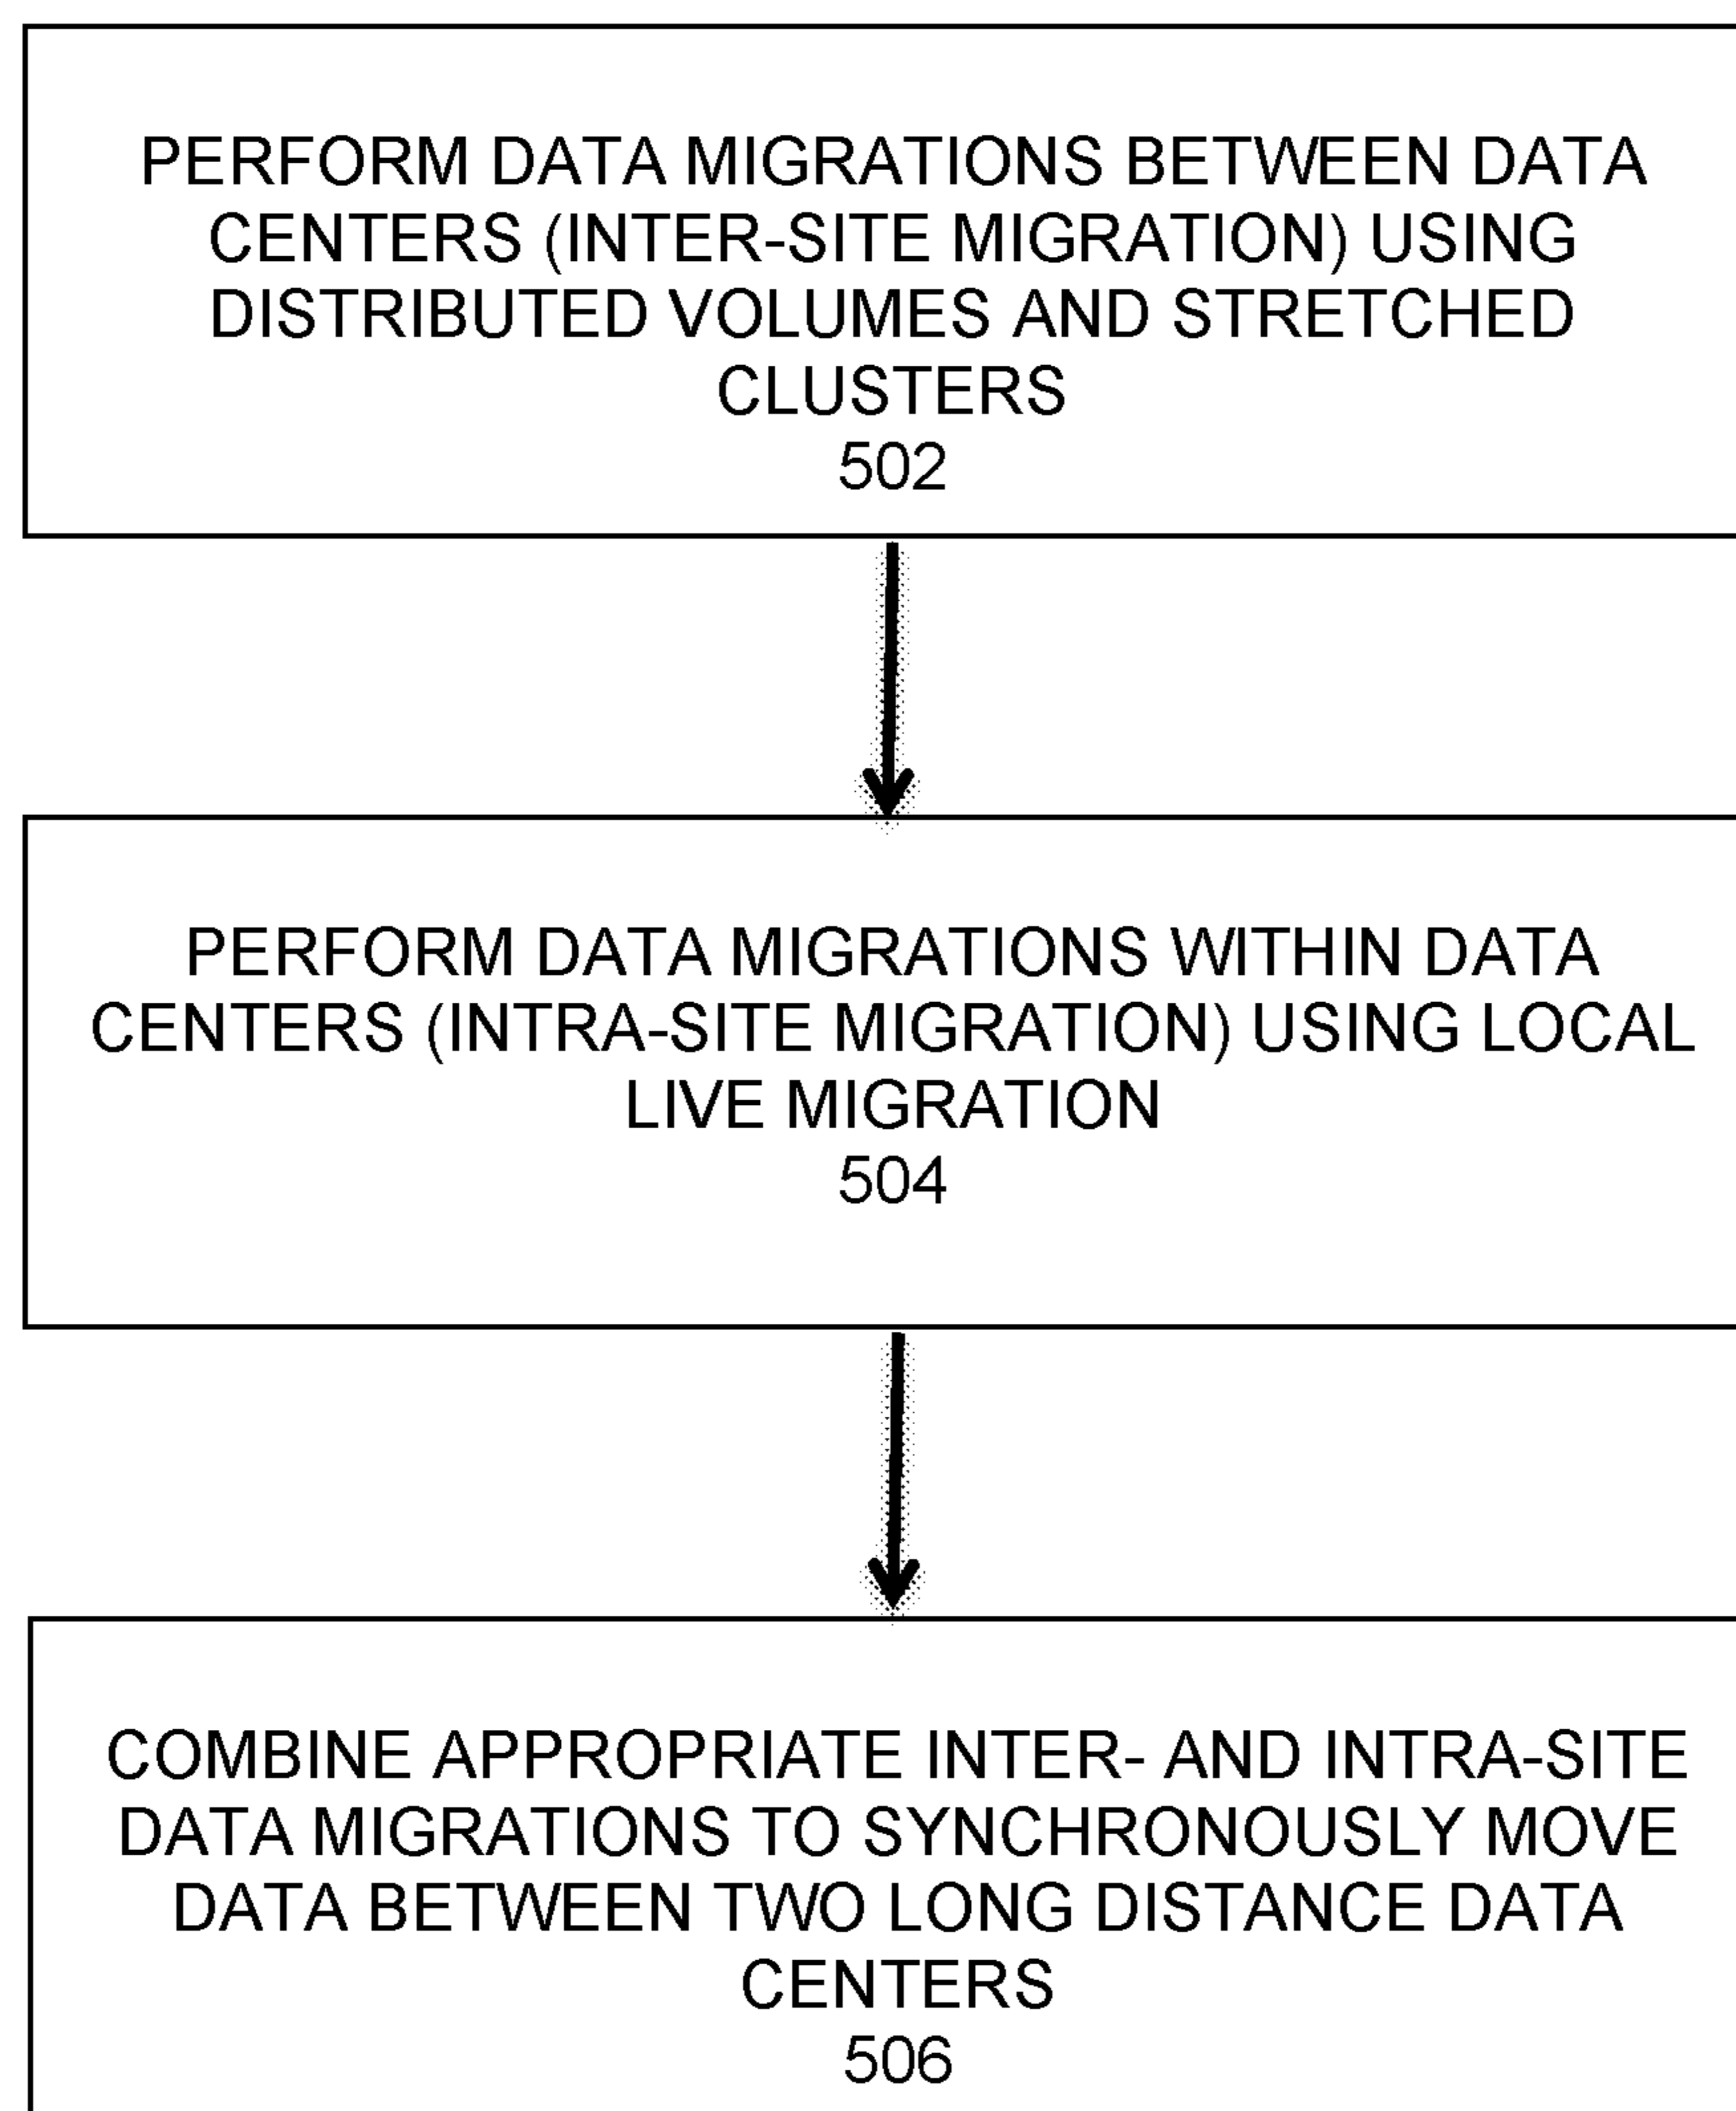 PERFORM DATA MIGRATIONS BETWEEN DATA
CENTERS (INTER-SITE MIGRATION) USING
DISTRIBUTED VOLUMES AND STRETCHED
CLUSTERS
502
PERFORM DATA MIGRATIONS WITHIN DATA
CENTERS (INTRA-SITE MIGRATION) USING LOCAL
LIVE MIGRATION
504
COMBINE APPROPRIATE INTER- AND INTRA-SITE
DATA MIGRATIONS TO SYNCHRONOUSLY MOVE
DATA BETWEEN TWO LONG DISTANCE DATA
CENTERS
506